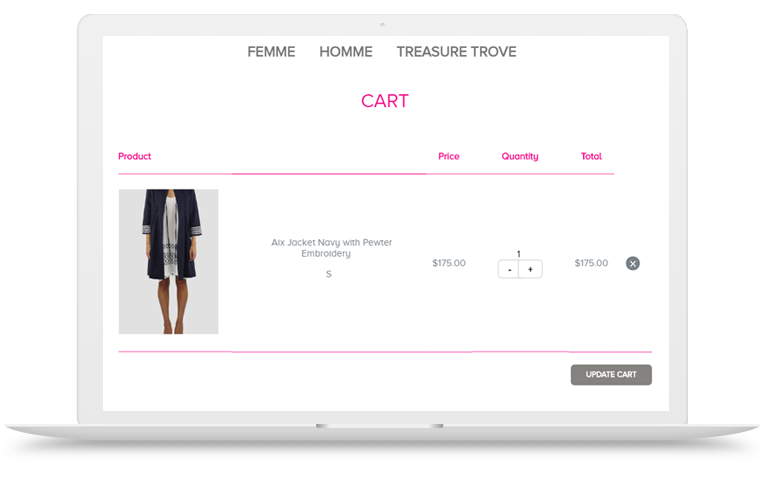 FEMME HOMME TREASURE TROVE
CART
Product Price Quantity Total
Aix Jacket Navy with Pewter
Embroidery
S
$175.00
1
- +
$175.00
×
UPDATE CART